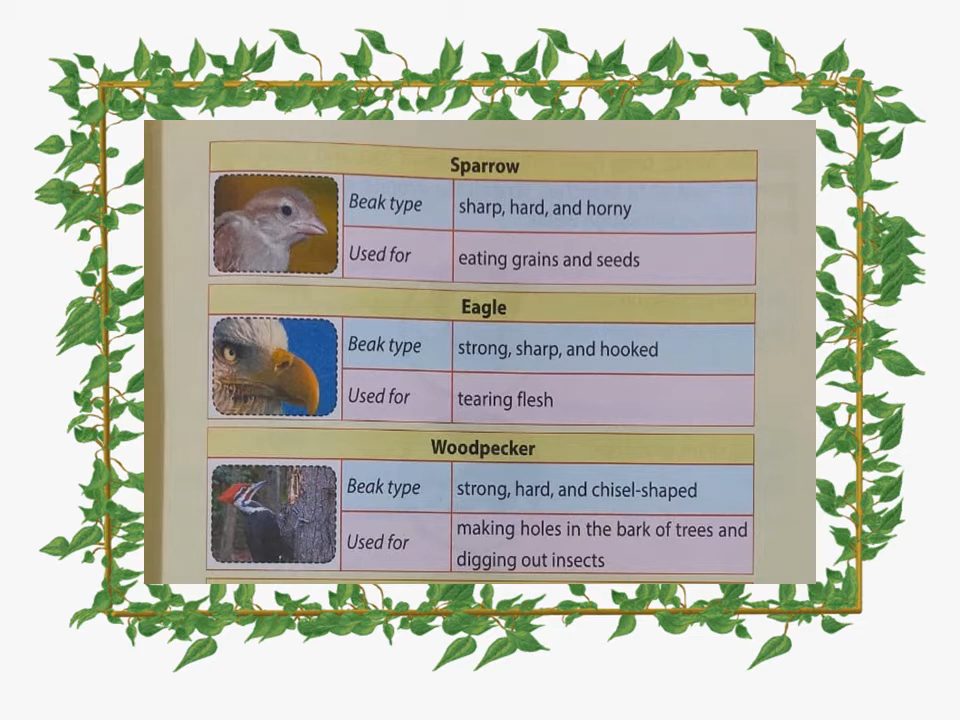 Sparrow
Beak type
sharp, hard, and horny
Used for
eating grains and seeds
Eagle
Beak type
strong, sharp, and hooked
Used for
tearing flesh
Woodpecker
Beak type
strong, hard, and chisel-shaped
Used for
making holes in the bark of trees and
digging out insects